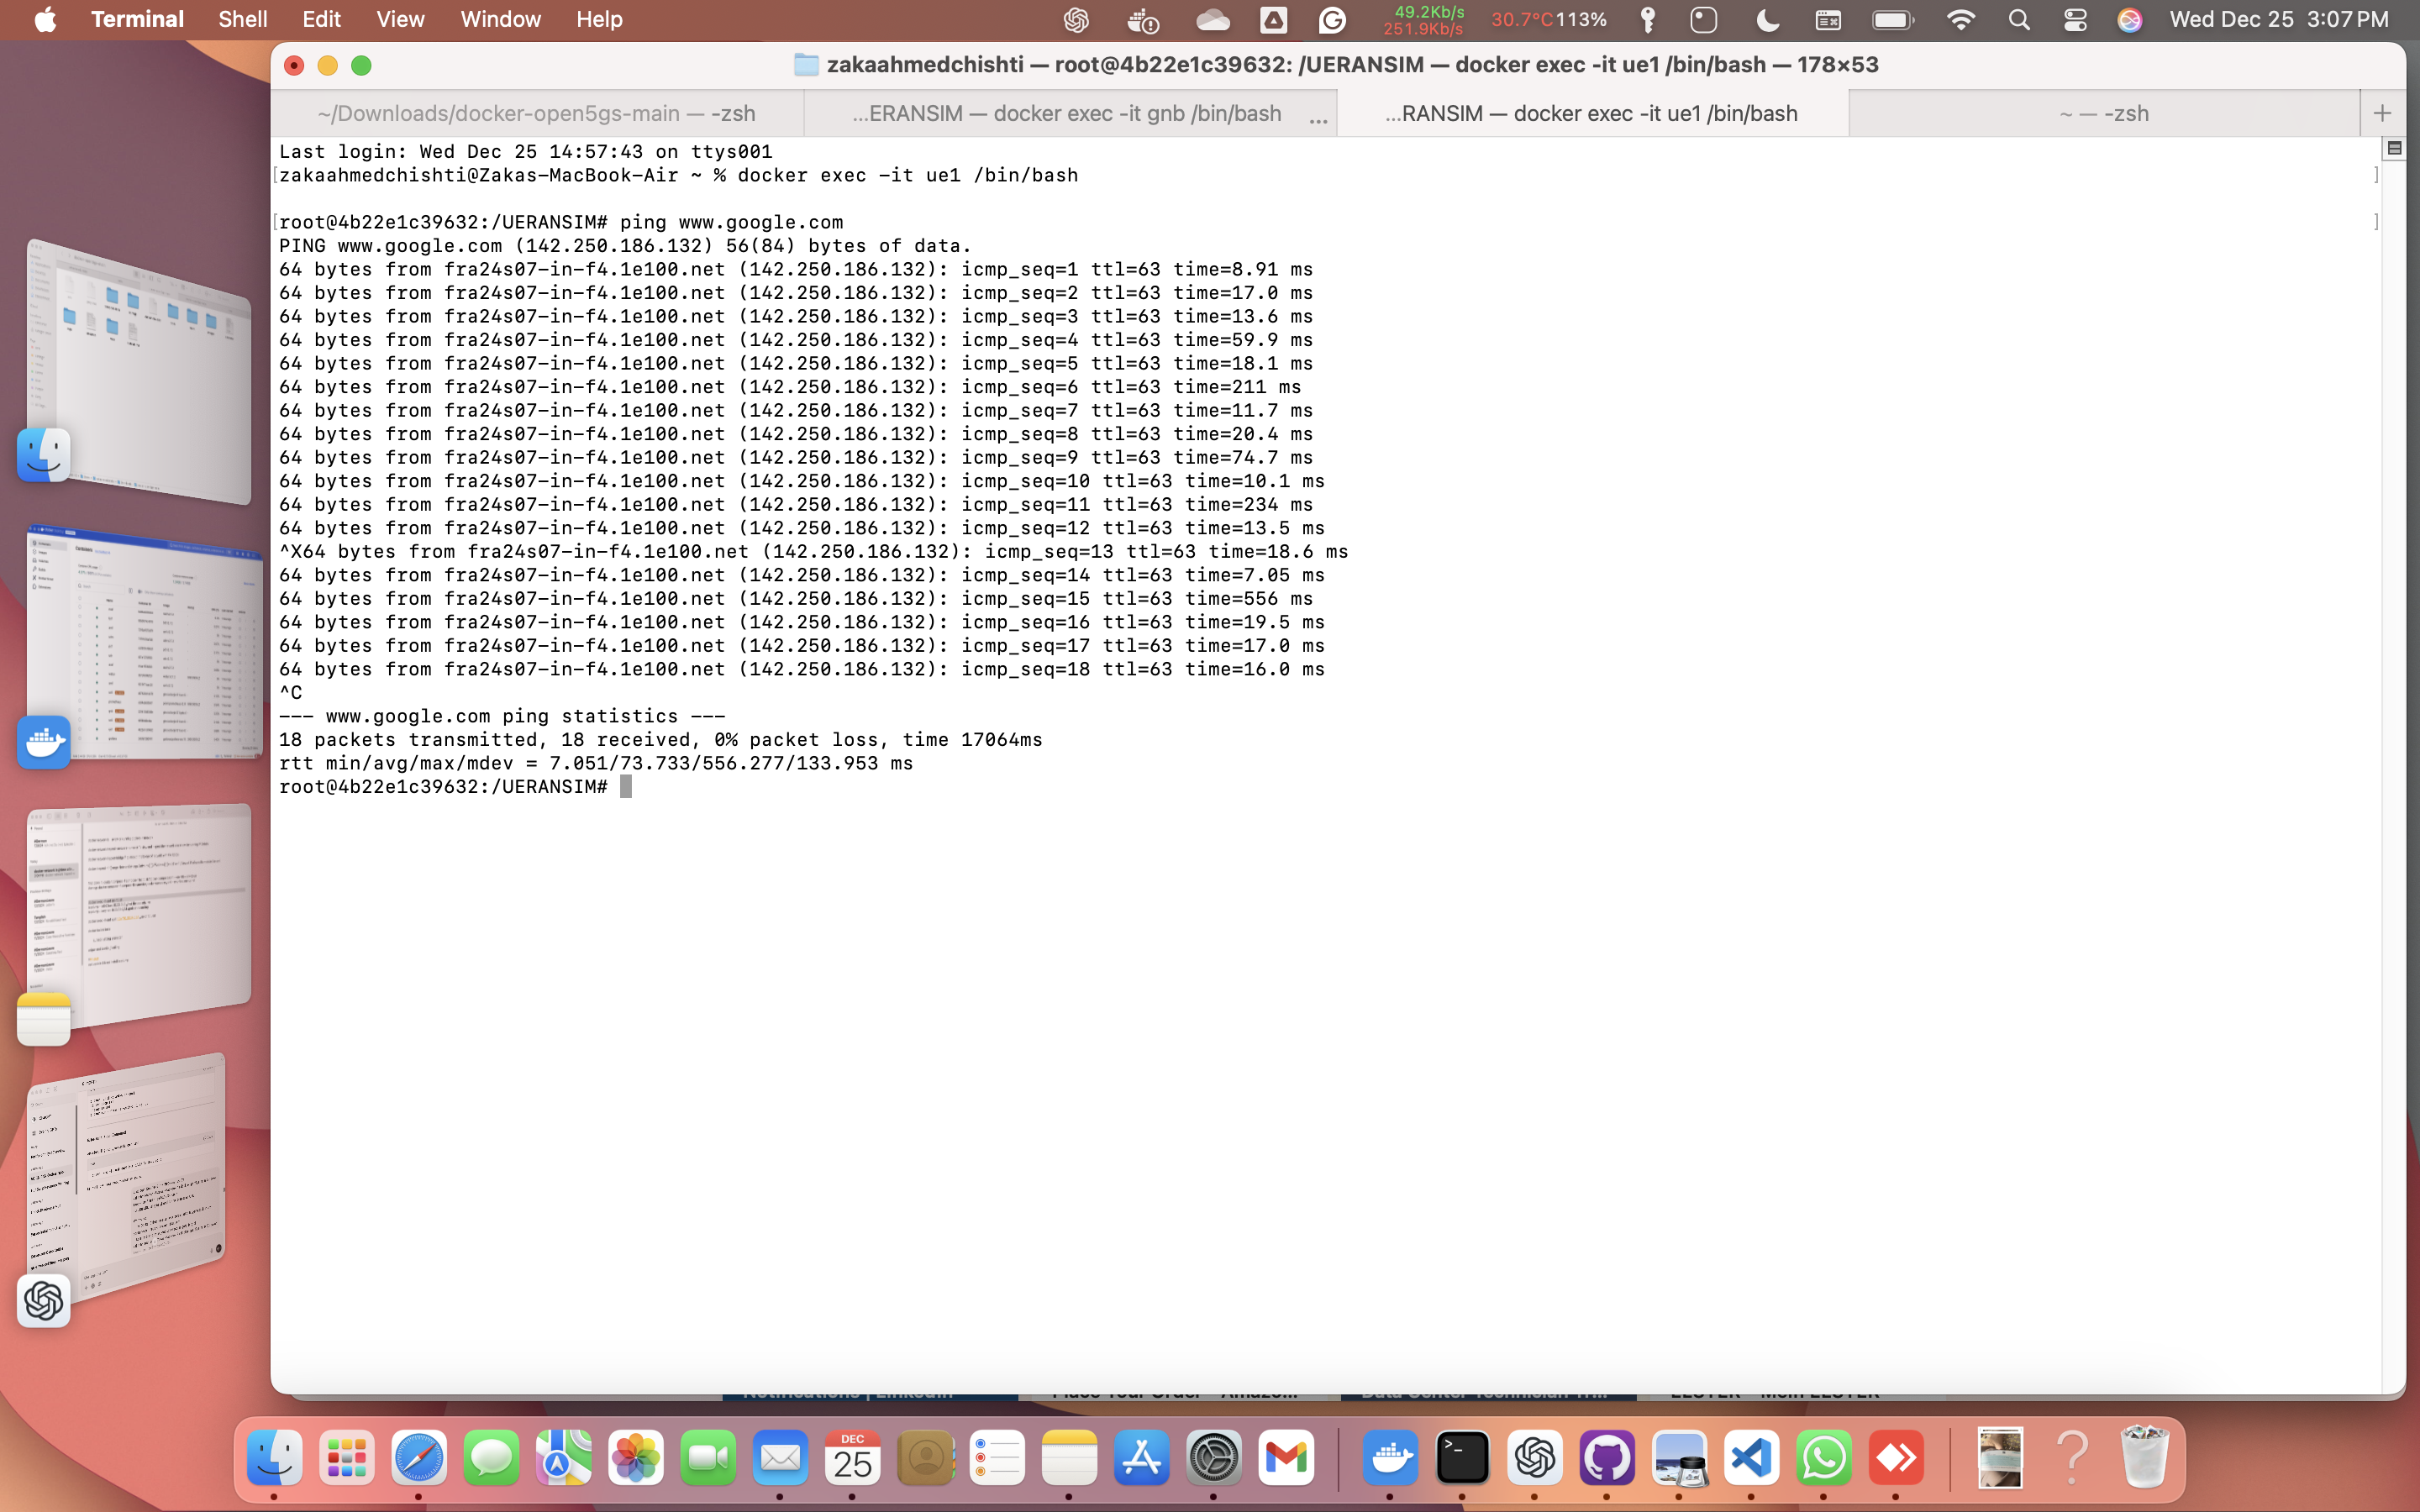 Terminal Shell Edit View Window Help 49.2Kb/s 251.9Kb/s 30.7°C 113% Wed Dec 25 3:07 PM
zakaahmedchishti — root@4b22e1c39632: /UERANSIM — docker exec -it ue1 /bin/bash — 178×53
~/Downloads/docker-open5gs-main — -zsh
...ERANSIM — docker exec -it gnb /bin/bash ...
...RANSIM — docker exec -it ue1 /bin/bash
~ — -zsh
Last login: Wed Dec 25 14:57:43 on ttys001
[zakaahmedchishti@Zakas-MacBook-Air ~ % docker exec -it ue1 /bin/bash ]
[root@4b22e1c39632:/UERANSIM# ping www.google.com ]
PING www.google.com (142.250.186.132) 56(84) bytes of data.
64 bytes from fra24s07-in-f4.1e100.net (142.250.186.132): icmp_seq=1 ttl=63 time=8.91 ms
64 bytes from fra24s07-in-f4.1e100.net (142.250.186.132): icmp_seq=2 ttl=63 time=17.0 ms
64 bytes from fra24s07-in-f4.1e100.net (142.250.186.132): icmp_seq=3 ttl=63 time=13.6 ms
64 bytes from fra24s07-in-f4.1e100.net (142.250.186.132): icmp_seq=4 ttl=63 time=59.9 ms
64 bytes from fra24s07-in-f4.1e100.net (142.250.186.132): icmp_seq=5 ttl=63 time=18.1 ms
64 bytes from fra24s07-in-f4.1e100.net (142.250.186.132): icmp_seq=6 ttl=63 time=211 ms
64 bytes from fra24s07-in-f4.1e100.net (142.250.186.132): icmp_seq=7 ttl=63 time=11.7 ms
64 bytes from fra24s07-in-f4.1e100.net (142.250.186.132): icmp_seq=8 ttl=63 time=20.4 ms
64 bytes from fra24s07-in-f4.1e100.net (142.250.186.132): icmp_seq=9 ttl=63 time=74.7 ms
64 bytes from fra24s07-in-f4.1e100.net (142.250.186.132): icmp_seq=10 ttl=63 time=10.1 ms
64 bytes from fra24s07-in-f4.1e100.net (142.250.186.132): icmp_seq=11 ttl=63 time=234 ms
64 bytes from fra24s07-in-f4.1e100.net (142.250.186.132): icmp_seq=12 ttl=63 time=13.5 ms
^X64 bytes from fra24s07-in-f4.1e100.net (142.250.186.132): icmp_seq=13 ttl=63 time=18.6 ms
64 bytes from fra24s07-in-f4.1e100.net (142.250.186.132): icmp_seq=14 ttl=63 time=7.05 ms
64 bytes from fra24s07-in-f4.1e100.net (142.250.186.132): icmp_seq=15 ttl=63 time=556 ms
64 bytes from fra24s07-in-f4.1e100.net (142.250.186.132): icmp_seq=16 ttl=63 time=19.5 ms
64 bytes from fra24s07-in-f4.1e100.net (142.250.186.132): icmp_seq=17 ttl=63 time=17.0 ms
64 bytes from fra24s07-in-f4.1e100.net (142.250.186.132): icmp_seq=18 ttl=63 time=16.0 ms
^C
--- www.google.com ping statistics ---
18 packets transmitted, 18 received, 0% packet loss, time 17064ms
rtt min/avg/max/mdev = 7.051/73.733/556.277/133.953 ms
root@4b22e1c39632:/UERANSIM#
DEC
25